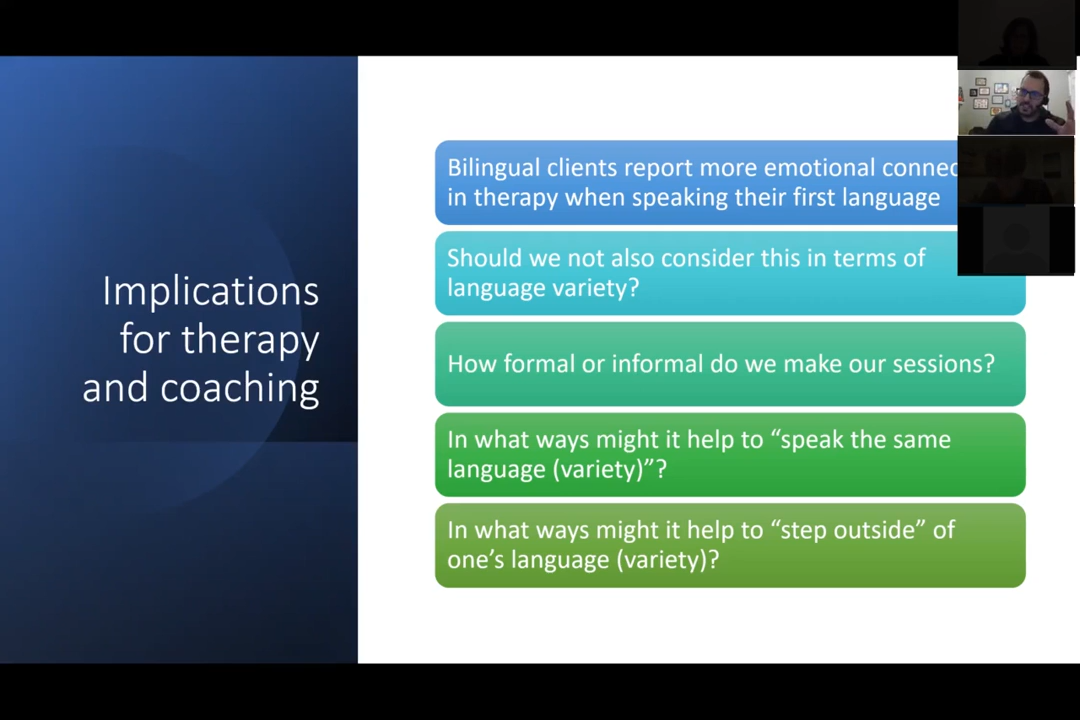 Implications
for therapy
and coaching
Bilingual clients report more emotional
in therapy when speaking their first language
Should we not also consider this in terms of
language variety?
How formal or informal do we make our sessions?
In what ways might it help to “speak the same
language (variety)”?
In what ways might it help to “step outside” of
one’s language (variety)?